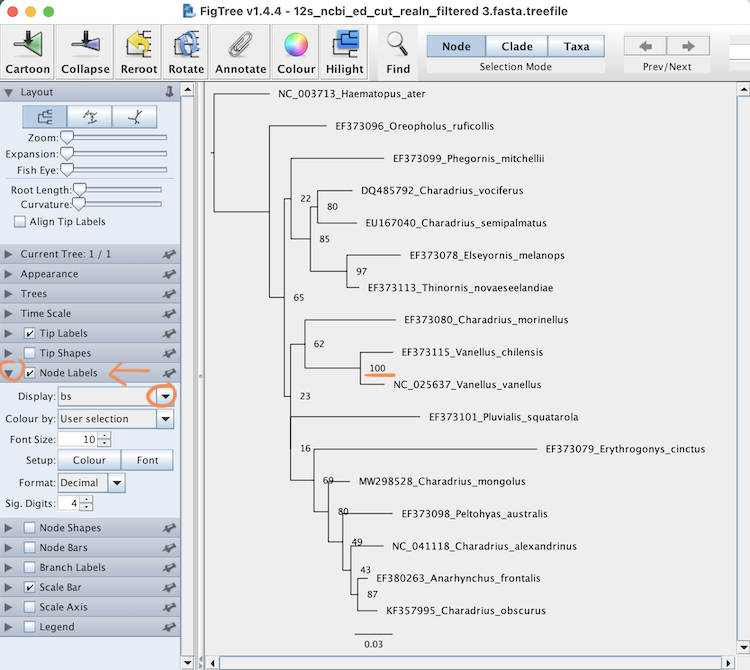 FigTree v1.4.4 - 12s_ncbi_ed_cut_realn_filtered 3.fasta.treefile
Cartoon Collapse Reroot Rotate Annotate Colour Hilight Find
Node Clade Taxa
Selection Mode
Prev/Next
Layout
Zoom:
Expansion:
Fish Eye:
Root Length:
Curvature:
Align Tip Labels
Current Tree: 1 / 1
Appearance
Trees
Time Scale
Tip Labels
Tip Shapes
Node Labels
Display: bs
Colour by: User selection
Font Size: 10
Setup: Colour Font
Format: Decimal
Sig. Digits: 4
Node Shapes
Node Bars
Branch Labels
Scale Bar
Scale Axis
Legend
NC_003713_Haematopus_ater
EF373096_Oreopholus_ruficollis
EF373099_Phegornis_mitchellii
DQ485792_Charadrius_vociferus
22
80
EU167040_Charadrius_semipalmatus
85
EF373078_Elseyornis_melanops
97
EF373113_Thinornis_novaeseelandiae
65
EF373080_Charadrius_morinellus
62
EF373115_Vanellus_chilensis
100
NC_025637_Vanellus_vanellus
23
EF373101_Pluvialis_squatarola
16
EF373079_Erythrogonys_cinctus
69
MW298528_Charadrius_mongolus
80
EF373098_Peltohyas_australis
49
NC_041118_Charadrius_alexandrinus
43
EF380263_Anarhynchus_frontalis
87
KF357995_Charadrius_obscurus
0.03